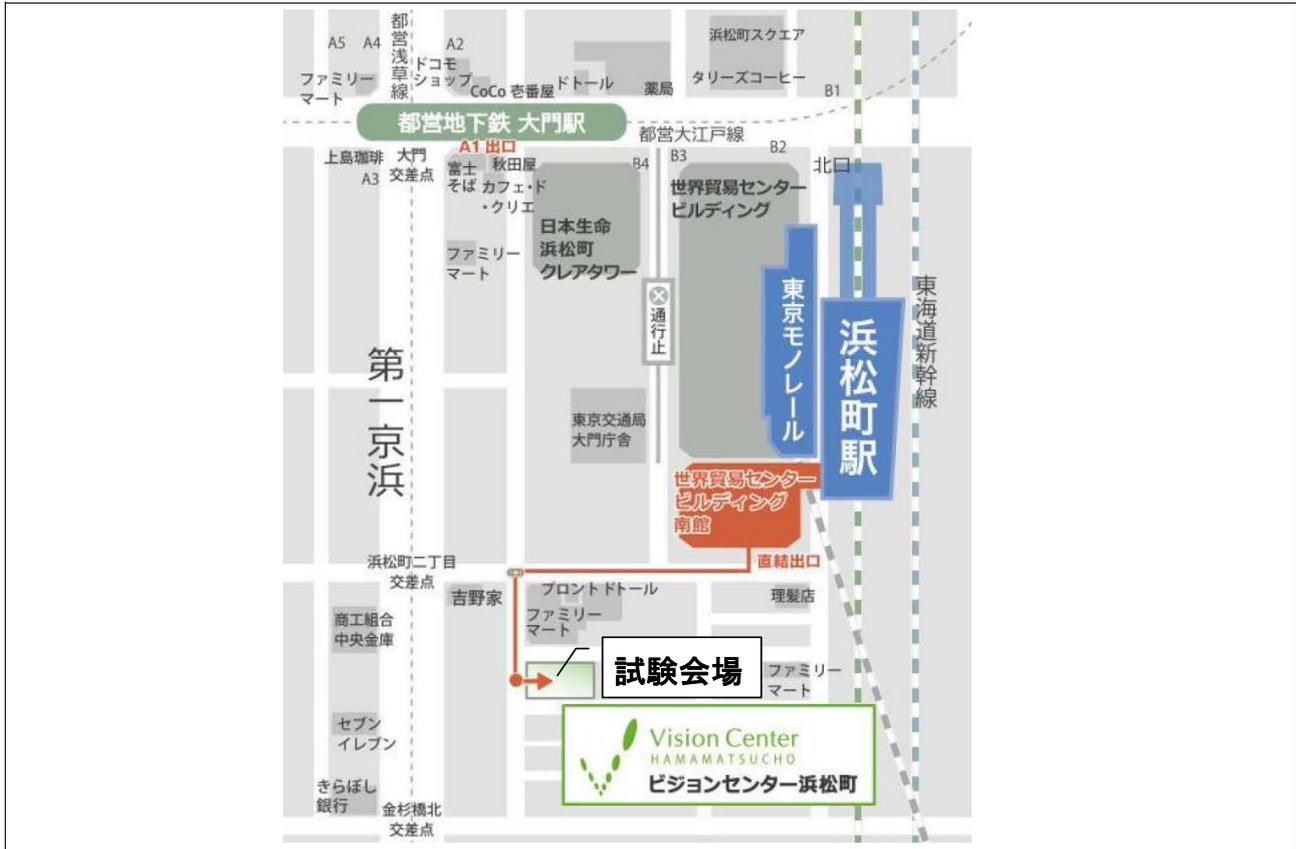 都営浅草線
A5
A4
A2
ファミリー
マート
ドコモ
ショップ
CoCo 壱番屋
ドトール
薬局
浜松町スクエア
タリーズコーヒー
B1
都営地下鉄 大門駅
都営大江戸線
A1 出口
上島珈琲
A3
大門
交差点
富士
そば
秋田屋
カフェ・ド
・クリエ
B4
B3
B2
北口
日本生命
浜松町
クレアタワー
世界貿易センター
ビルディング
ファミリー
マート
通行止
東京モノレール
浜松町駅
東海道新幹線
第一京浜
東京交通局
大門庁舎
世界貿易センター
ビルディング
南館
直結出口
浜松町二丁目
交差点
吉野家
プロント
ドトール
ファミリー
マート
理髪店
商工組合
中央金庫
試験会場
ファミリー
マート
セブン
イレブン
Vision Center
HAMAMATSUCHO
ビジョンセンター浜松町
きらぼし
銀行
金杉橋北
交差点